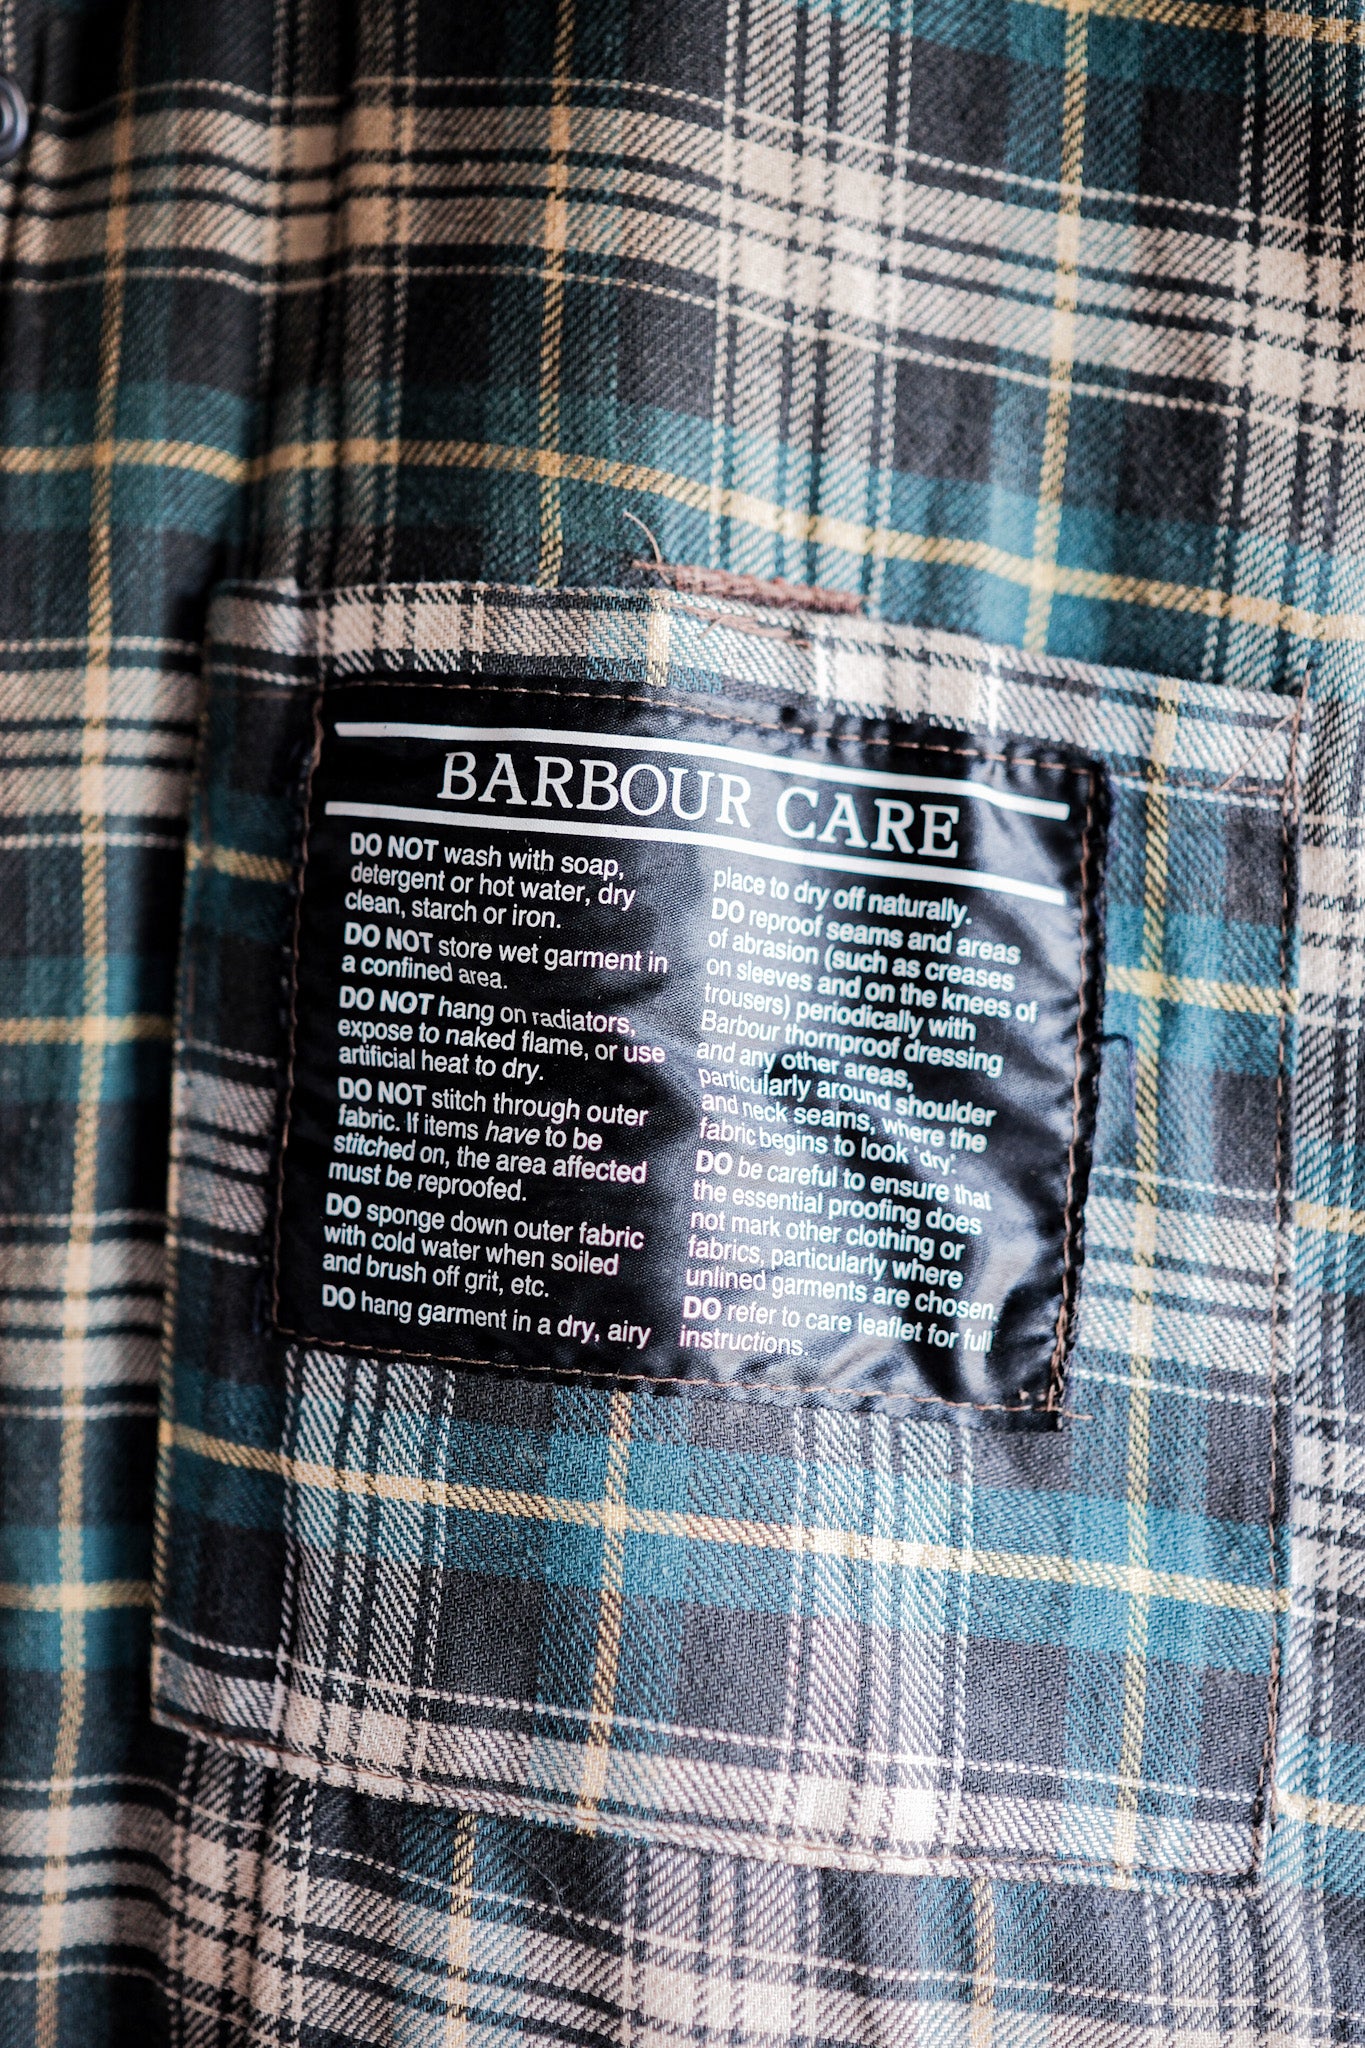 BARBOUR CARE
DO NOT wash with soap,
detergent or hot water, dry
clean, starch or iron.
DO NOT store wet garment in
a confined area.
DO NOT hang on radiators,
expose to naked flame, or use
artificial heat to dry.
DO NOT stitch through outer
fabric. If items have to be
stitched on, the area affected
must be reproofed.
DO sponge down outer fabric
with cold water when soiled
and brush off grit, etc.
DO hang garment in a dry, airy
place to dry off naturally.
DO reproof seams and areas
of abrasion (such as creases
on sleeves and on the knees of
trousers) periodically with
Barbour thornproof dressing
and any other areas,
particularly around shoulder
and neck seams, where the
fabric begins to look 'dry'.
DO be careful to ensure that
the essential proofing does
not mark other clothing or
fabrics, particularly where
unlined garments are chosen.
DO refer to care leaflet for full
instructions.